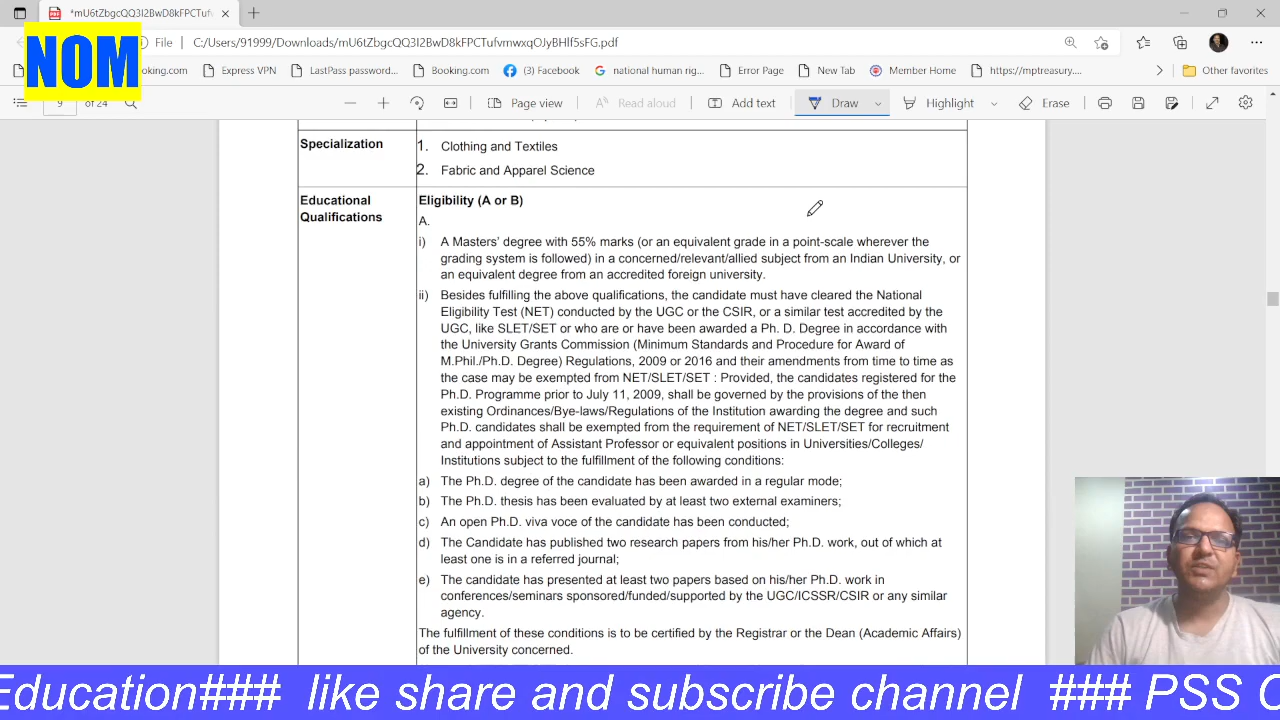 *mU6tZbgcQQ3I2BwD8kFPCTufv
NOM
File
C:/Users/91999/Downloads/mU6tZbgcQQ3I2BwD8kFPCTufvmwxqOJyBHIf5sFG.pdf
oking.com
Express VPN
LastPass password...
Booking.com
(3) Facebook
national human rig...
Error Page
New Tab
Member Home
https://mptreasury....
Other favorites
9 of 24
Page view
Read aloud
Add text
Draw
Highlight
Erase
Specialization
1. Clothing and Textiles
2. Fabric and Apparel Science
Educational
Qualifications
Eligibility (A or B)
A.
i) A Masters' degree with 55% marks (or an equivalent grade in a point-scale wherever the
grading system is followed) in a concerned/relevant/allied subject from an Indian University, or
an equivalent degree from an accredited foreign university.
ii) Besides fulfilling the above qualifications, the candidate must have cleared the National
Eligibility Test (NET) conducted by the UGC or the CSIR, or a similar test accredited by the
UGC, like SLET/SET or who are or have been awarded a Ph. D. Degree in accordance with
the University Grants Commission (Minimum Standards and Procedure for Award of
M.Phil./Ph.D. Degree) Regulations, 2009 or 2016 and their amendments from time to time as
the case may be exempted from NET/SLET/SET : Provided, the candidates registered for the
Ph.D. Programme prior to July 11, 2009, shall be governed by the provisions of the then
existing Ordinances/Bye-laws/Regulations of the Institution awarding the degree and such
Ph.D. candidates shall be exempted from the requirement of NET/SLET/SET for recruitment
and appointment of Assistant Professor or equivalent positions in Universities/Colleges/
Institutions subject to the fulfillment of the following conditions:
a) The Ph.D. degree of the candidate has been awarded in a regular mode;
b) The Ph.D. thesis has been evaluated by at least two external examiners;
c) An open Ph.D. viva voce of the candidate has been conducted;
d) The Candidate has published two research papers from his/her Ph.D. work, out of which at
least one is in a referred journal;
e) The candidate has presented at least two papers based on his/her Ph.D. work in
conferences/seminars sponsored/funded/supported by the UGC/ICSSR/CSIR or any similar
agency.
The fulfillment of these conditions is to be certified by the Registrar or the Dean (Academic Affairs)
of the University concerned.
Education### like share and subscribe channel ### PSS C